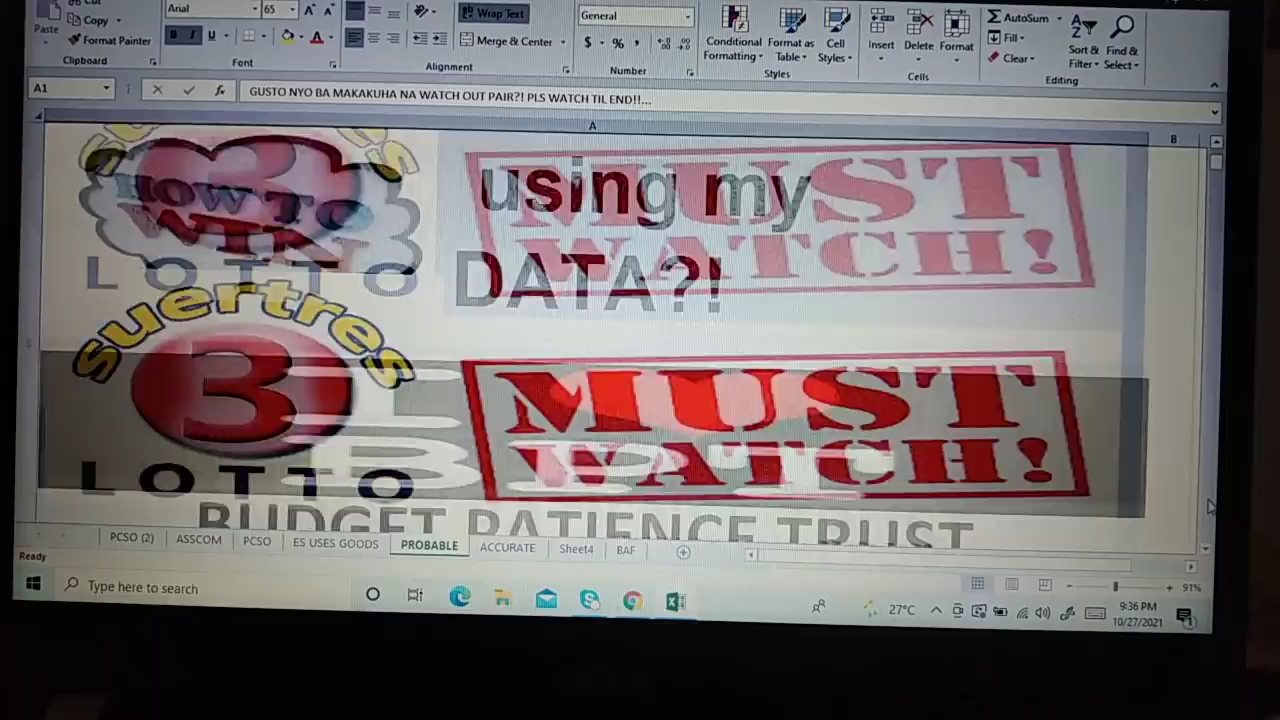 Cut
Arial 65
Copy
Wrap Text
General
AutoSum
Paste
Format Painter
B I U
Merge & Center
$ % ,
Conditional Formatting
Format as Table
Cell Styles
Insert
Delete
Format
Fill
Clear
Sort & Filter
Find & Select
Clipboard
Font
Alignment
Number
Styles
Cells
Editing
A1
fx
GUSTO NYO BA MAKAKUHA NA WATCH OUT PAIR?! PLS WATCH TIL END!!...
A
B
3
HOW TO
WIN
LOTTO
using my
DATA?!
MUST
WATCH!
suertres
3
LOTTO
MUST
WATCH!
BUDGET PATIENCE TRUST
PCSO (2)
ASSCOM
PCSO
ES USES GOODS
PROBABLE
ACCURATE
Sheet4
BAF
Ready
91%
Type here to search
27°C
9:36 PM
10/27/2021